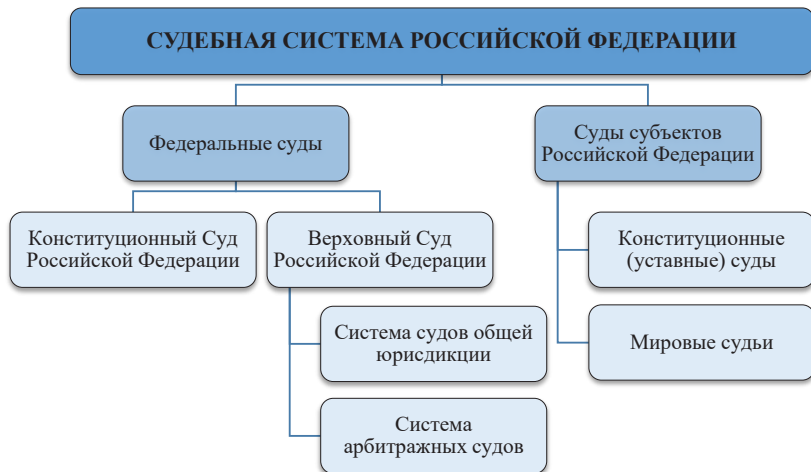 СУДЕБНАЯ СИСТЕМА РОССИЙСКОЙ ФЕДЕРАЦИИ
Федеральные суды
Суды субъектов
Российской Федерации
Конституционный Суд
Российской Федерации
Верховный Суд
Российской Федерации
Конституционные
(уставные) суды
Система судов общей
юрисдикции
Мировые судьи
Система
арбитражных судов